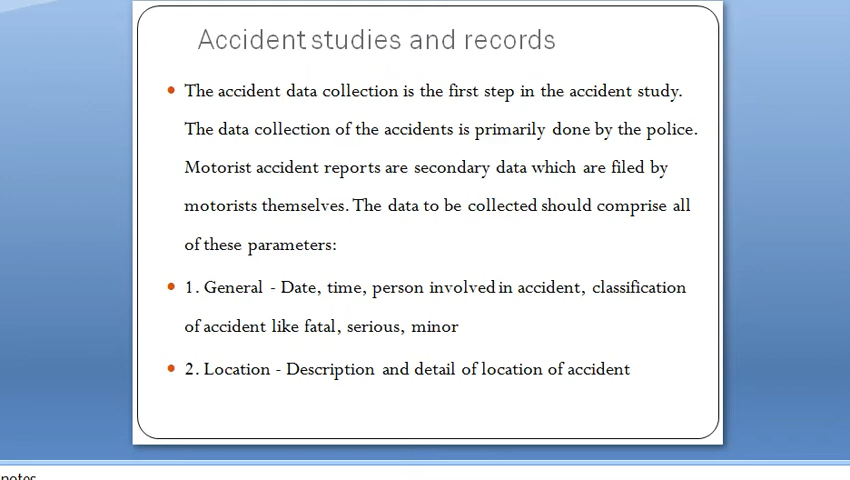 Accident studies and records
The accident data collection is the first step in the accident study.
The data collection of the accidents is primarily done by the police.
Motorist accident reports are secondary data which are filed by
motorists themselves. The data to be collected should comprise all
of these parameters:
1. General - Date, time, person involved in accident, classification
of accident like fatal, serious, minor
2. Location - Description and detail of location of accident
notes